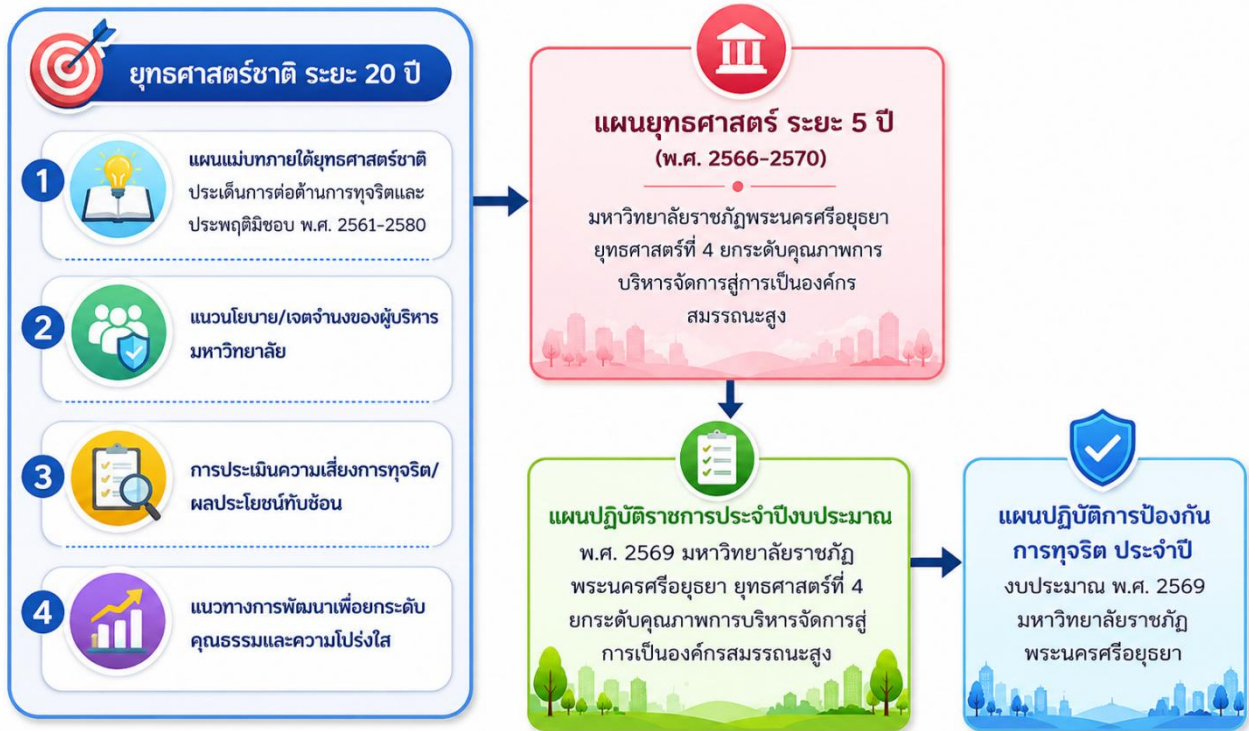 ยุทธศาสตร์ชาติ ระยะ 20 ปี
1
แผนแม่บทภายใต้ยุทธศาสตร์ชาติ
ประเด็นการต่อต้านการทุจริตและ
ประพฤติมิชอบ พ.ศ. 2561-2580
2
แนวนโยบาย/เจตจำนงของผู้บริหาร
มหาวิทยาลัย
3
การประเมินความเสี่ยงการทุจริต/
ผลประโยชน์ทับซ้อน
4
แนวทางการพัฒนาเพื่อยกระดับ
คุณธรรมและความโปร่งใส
แผนยุทธศาสตร์ ระยะ 5 ปี
(พ.ศ. 2566-2570)
มหาวิทยาลัยราชภัฏพระนครศรีอยุธยา
ยุทธศาสตร์ที่ 4 ยกระดับคุณภาพการ
บริหารจัดการสู่การเป็นองค์กร
สมรรถนะสูง
แผนปฏิบัติราชการประจำปีงบประมาณ
พ.ศ. 2569 มหาวิทยาลัยราชภัฏ
พระนครศรีอยุธยา ยุทธศาสตร์ที่ 4
ยกระดับคุณภาพการบริหารจัดการสู่
การเป็นองค์กรสมรรถนะสูง
แผนปฏิบัติการป้องกัน
การทุจริต ประจำปี
งบประมาณ พ.ศ. 2569
มหาวิทยาลัยราชภัฏ
พระนครศรีอยุธยา